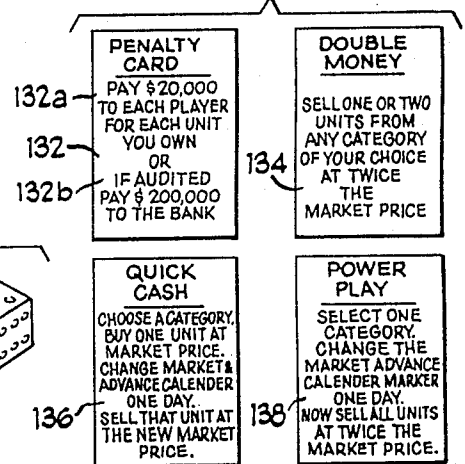 PENALTY
CARD
132a
PAY $20,000
TO EACH PLAYER
FOR EACH UNIT
YOU OWN
132
OR
132b
IF AUDITED
PAY $200,000
TO THE BANK
DOUBLE
MONEY
SELL ONE OR TWO
UNITS FROM
ANY CATEGORY
OF YOUR CHOICE
134
AT TWICE
THE
MARKET PRICE
QUICK
CASH
CHOOSE A CATEGORY.
BUY ONE UNIT AT
MARKET PRICE.
CHANGE MARKET &
ADVANCE CALENDER
ONE DAY.
136
SELL THAT UNIT AT
THE NEW MARKET
PRICE.
POWER
PLAY
SELECT ONE
CATEGORY.
CHANGE THE
MARKET ADVANCE
CALENDER MARKER
ONE DAY.
138
NOW SELL ALL UNITS
AT TWICE THE
MARKET PRICE.